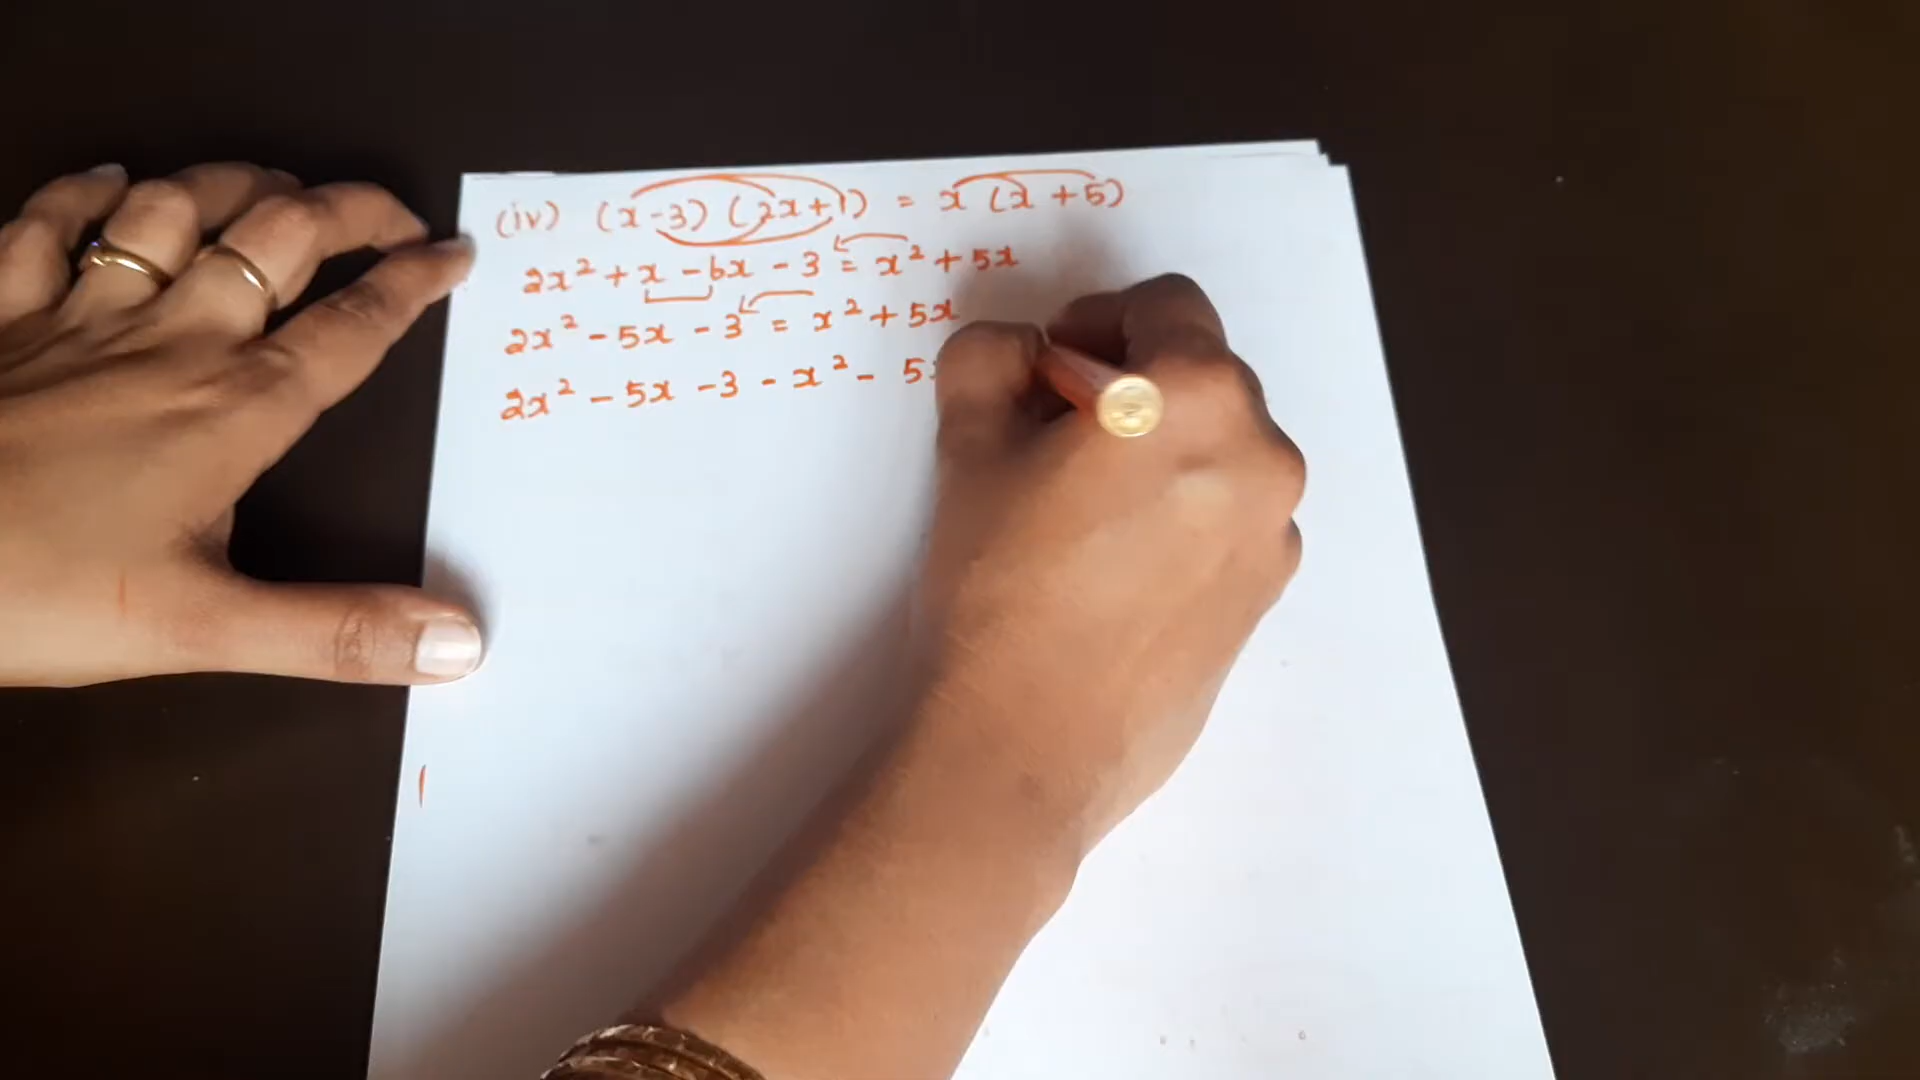 (iv) (x-3) (2x+1) = x (x+5)
2x² + x - 6x - 3 = x² + 5x
2x² - 5x - 3 = x² + 5x
2x² - 5x - 3 - x² - 5